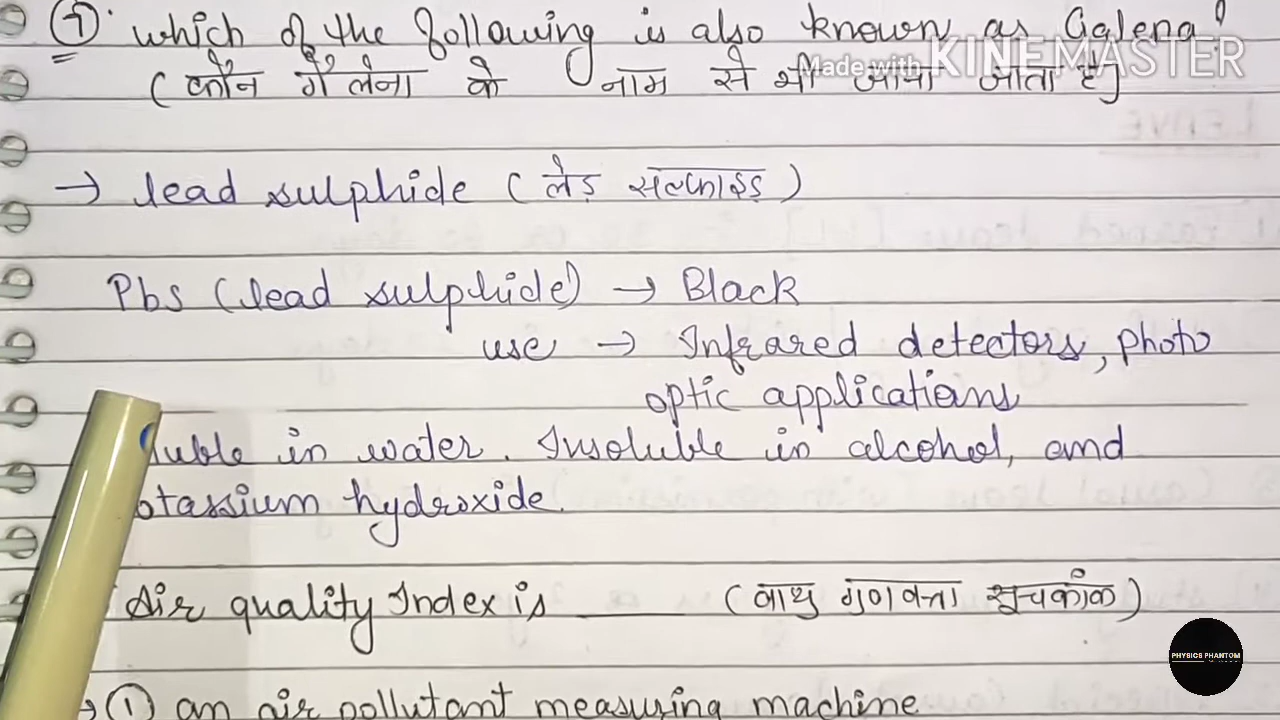 7. which of the following is also known as Galena?
Made with KINEMASTER
(कौन गैलेना के नाम से भी जाना जाता है)
→ lead sulphide (लेड सल्फाइड)
Pbs (lead sulphide) → Black
use → Infrared detectors, photo
optic applications
uble in water. Insoluble in alcohol, and
otassium hydroxide.
Air quality Index is ____ (वायु गुणवत्ता सूचकांक)
PHYSICS PHANTOM
→ ① an air pollutant measuring machine